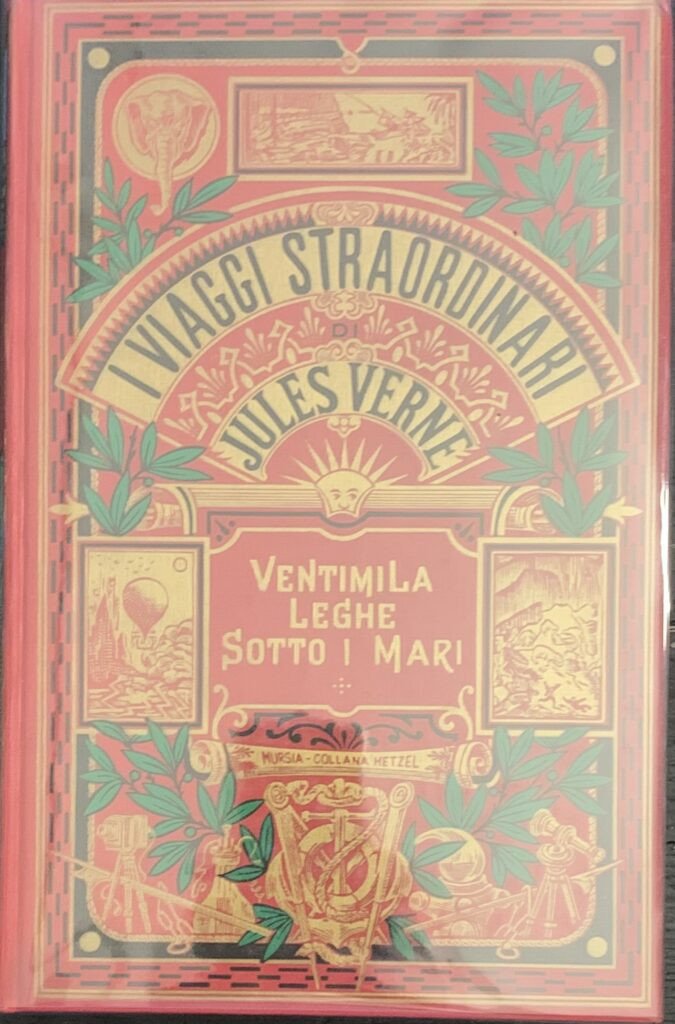 I VIAGGI STRAORDINARI
DI
JULES VERNE
VENTIMILA
LEGHE
SOTTO I MARI
MURSIA - COLLANA HETZEL